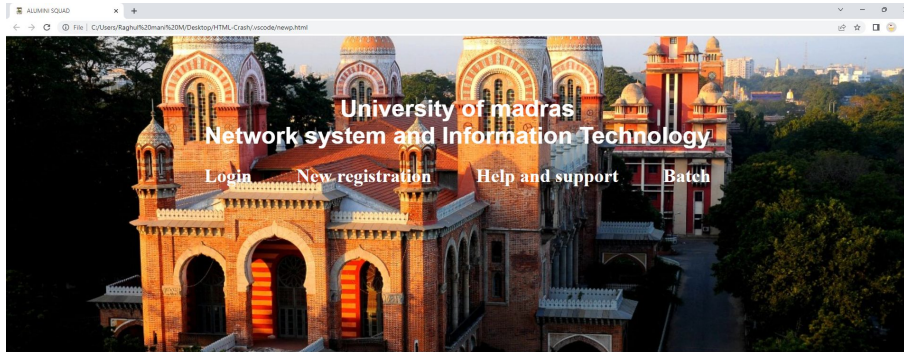 ALUMINI SQUAD
File C:/Users/Raghul%20mani%20M/Desktop/HTML-Crash/.vscode/newp.html
University of madras
Network system and Information Technology
Login New registration Help and support Batch